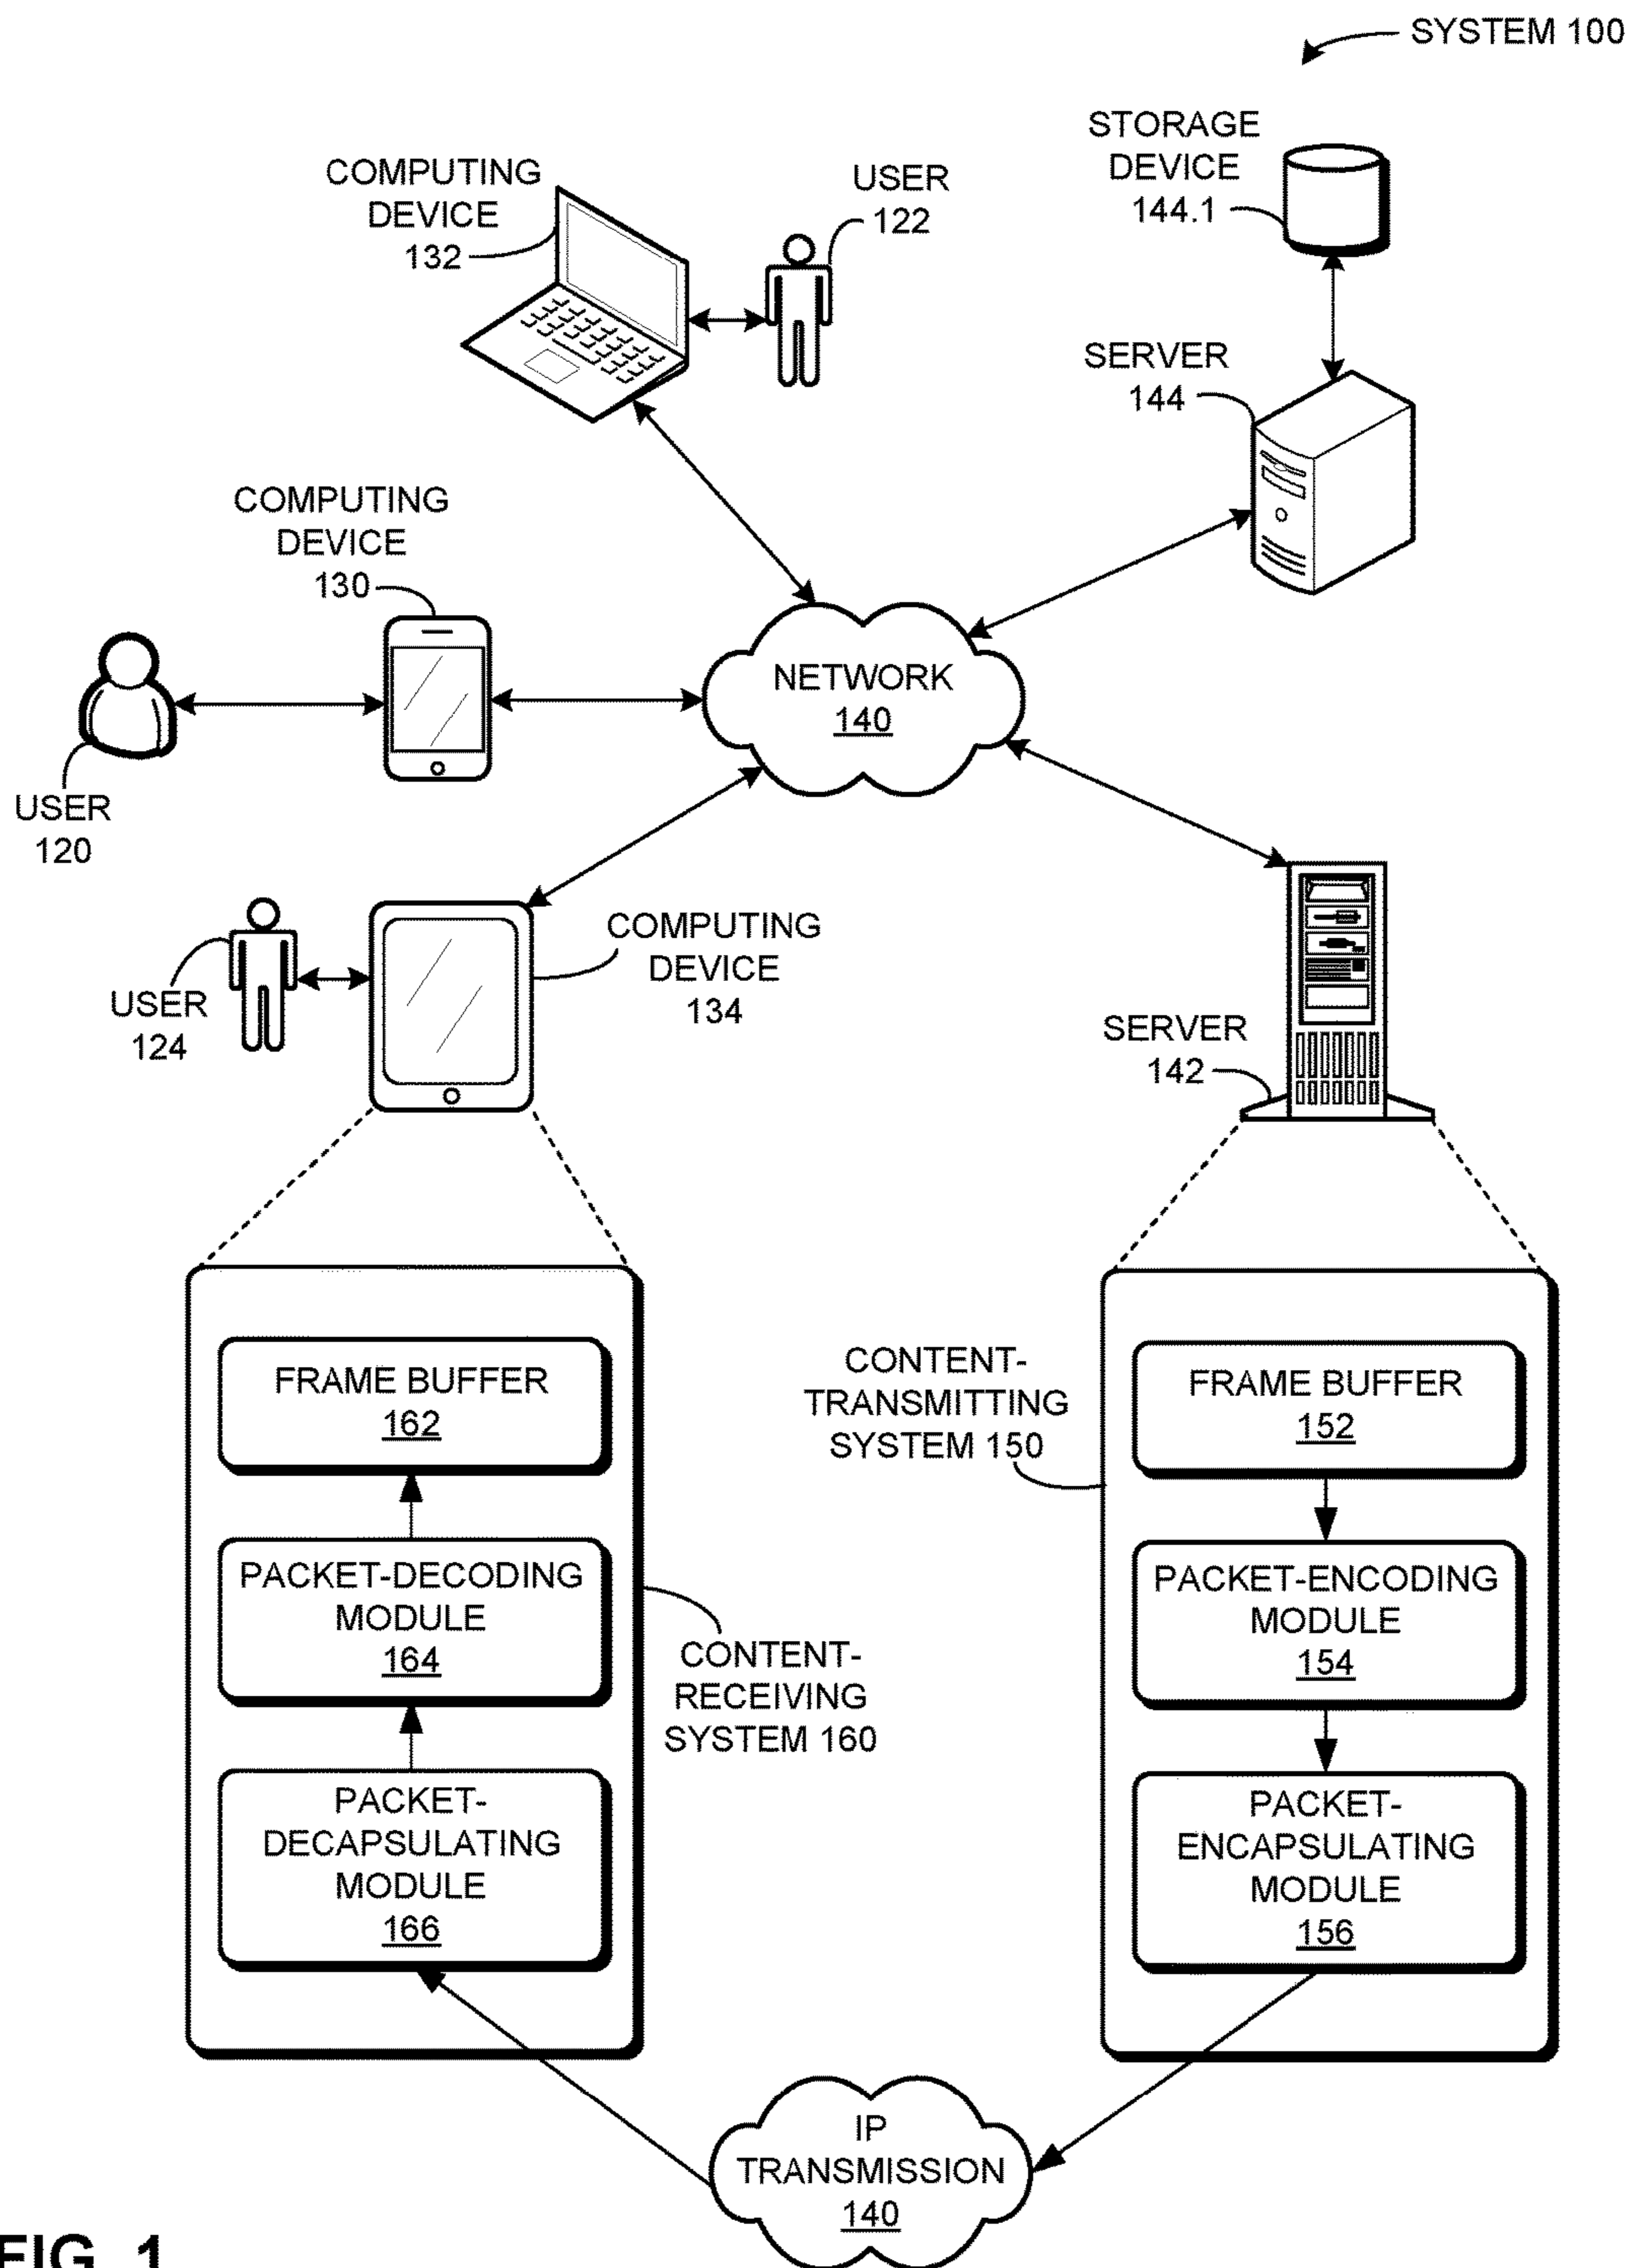 SYSTEM 100
STORAGE
DEVICE
144.1
COMPUTING
DEVICE
132
USER
122
SERVER
144
COMPUTING
DEVICE
130
NETWORK
140
USER
120
COMPUTING
DEVICE
134
USER
124
SERVER
142
FRAME BUFFER
162
PACKET-DECODING
MODULE
164
PACKET-
DECAPSULATING
MODULE
166
CONTENT-
RECEIVING
SYSTEM 160
CONTENT-
TRANSMITTING
SYSTEM 150
FRAME BUFFER
152
PACKET-ENCODING
MODULE
154
PACKET-
ENCAPSULATING
MODULE
156
IP
TRANSMISSION
140
FIG. 1